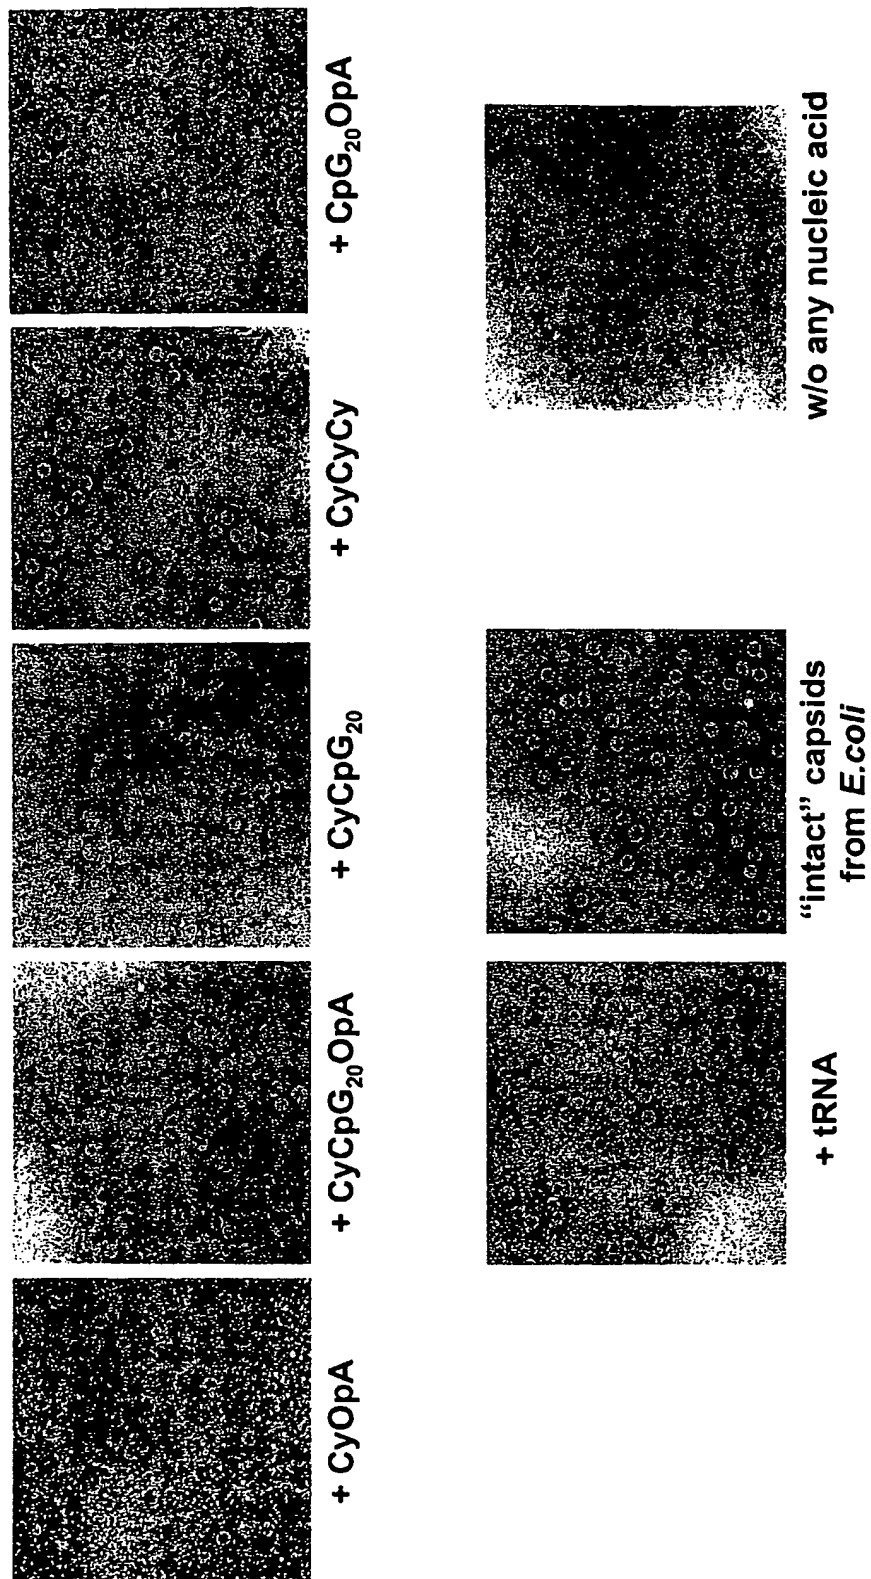 + CyOpA
+ CyCpG₂₀OpA
+ CyCpG₂₀
+ CyCyCy
+ CpG₂₀OpA
+ tRNA
"intact" capsids
from E.coli
w/o any nucleic acid